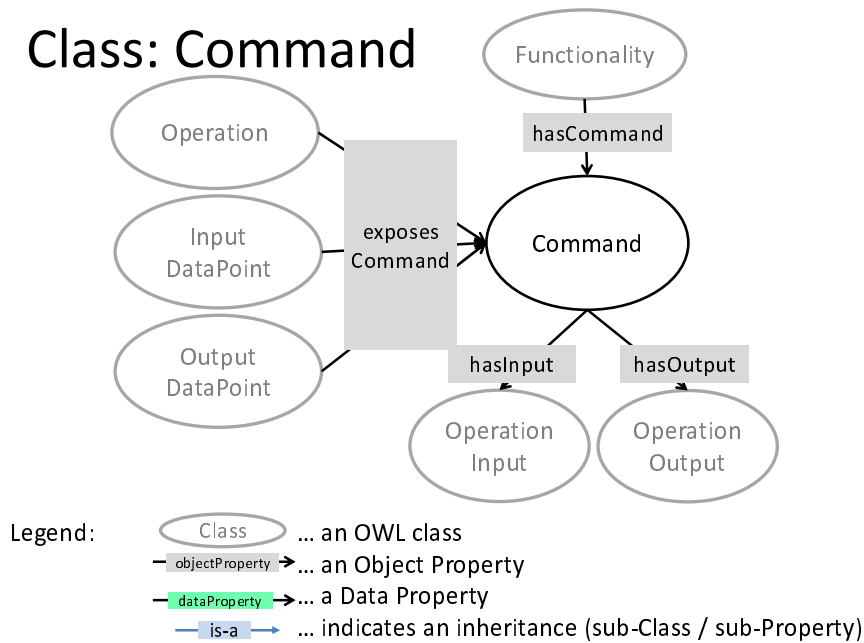 Class: Command
Functionality
Operation
hasCommand
Input
DataPoint
exposes
Command
Command
Output
DataPoint
hasInput
hasOutput
Operation
Input
Operation
Output
Legend:
Class
... an OWL class
objectProperty
... an Object Property
dataProperty
... a Data Property
is-a
... indicates an inheritance (sub-Class / sub-Property)